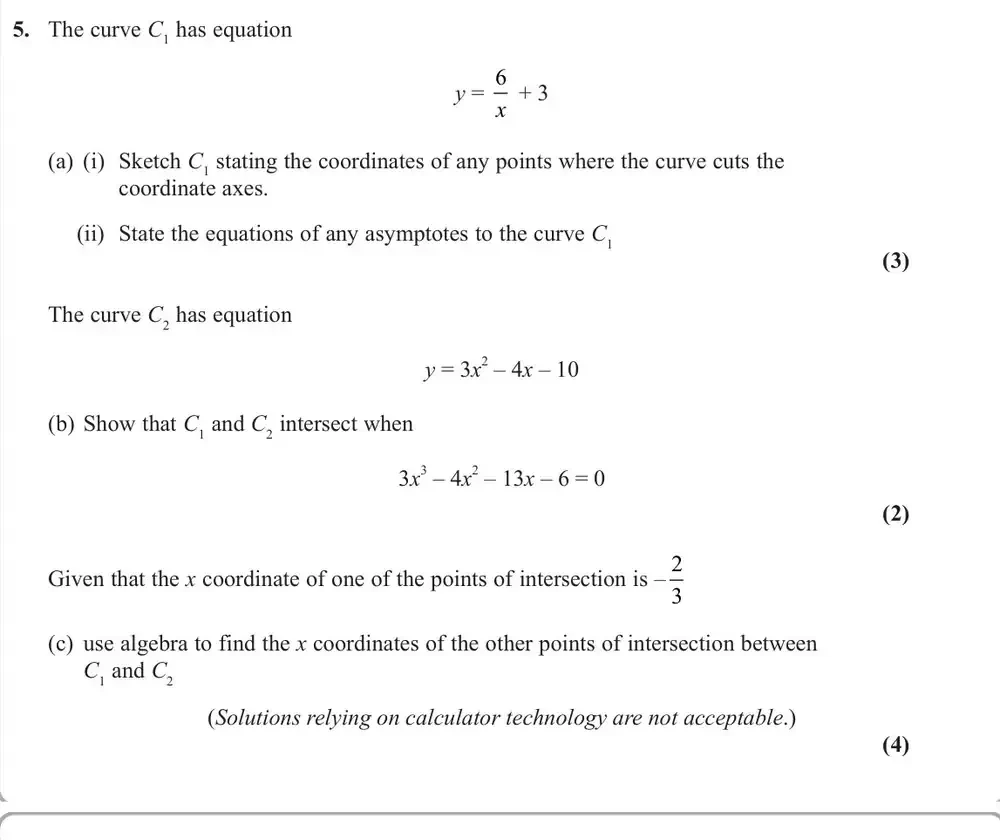 5. The curve C₁ has equation
y = 6/x + 3
(a) (i) Sketch C₁ stating the coordinates of any points where the curve cuts the
coordinate axes.
(ii) State the equations of any asymptotes to the curve C₁
(3)
The curve C₂ has equation
y = 3x² – 4x – 10
(b) Show that C₁ and C₂ intersect when
3x³ – 4x² – 13x – 6 = 0
(2)
Given that the x coordinate of one of the points of intersection is –2/3
(c) use algebra to find the x coordinates of the other points of intersection between
C₁ and C₂
(Solutions relying on calculator technology are not acceptable.)
(4)